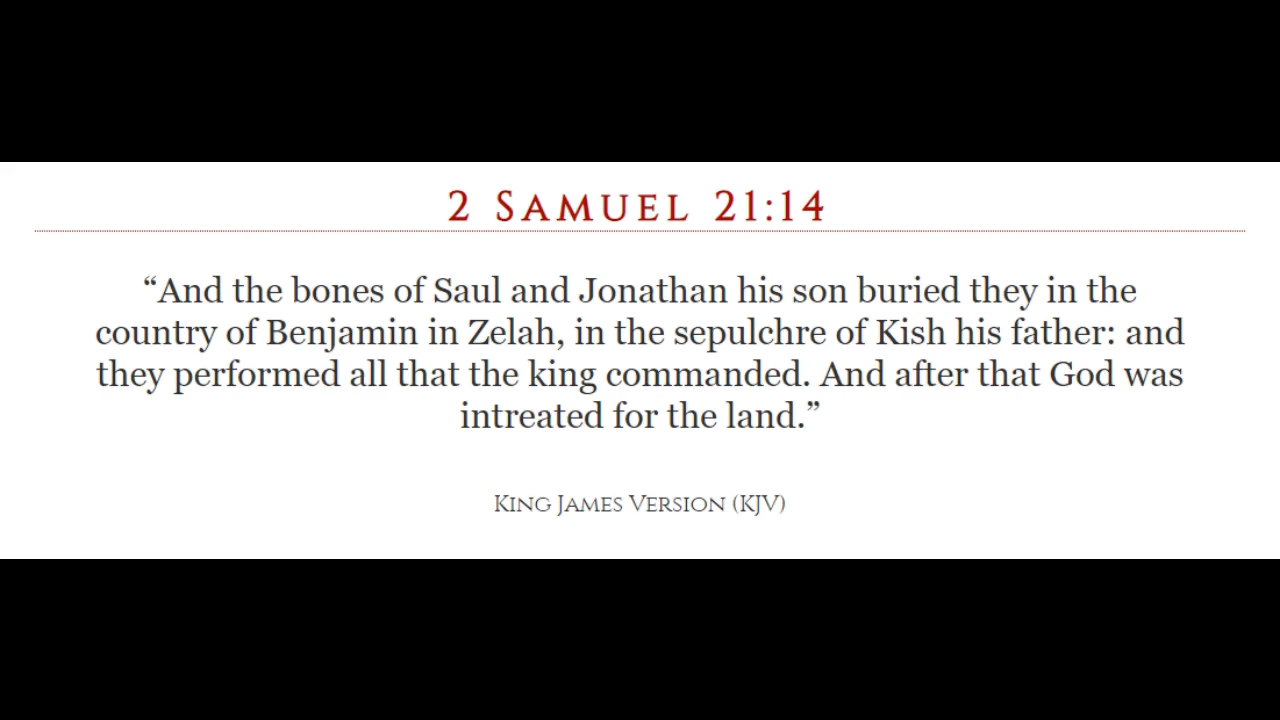 2 Samuel 21:14
“And the bones of Saul and Jonathan his son buried they in the
country of Benjamin in Zelah, in the sepulchre of Kish his father: and
they performed all that the king commanded. And after that God was
intreated for the land.”
King James Version (KJV)